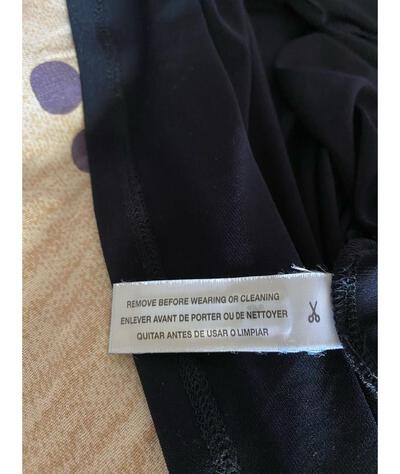 REMOVE BEFORE WEARING OR CLEANING
ENLEVER AVANT DE PORTER OU DE NETTOYER
QUITAR ANTES DE USAR O LIMPIAR